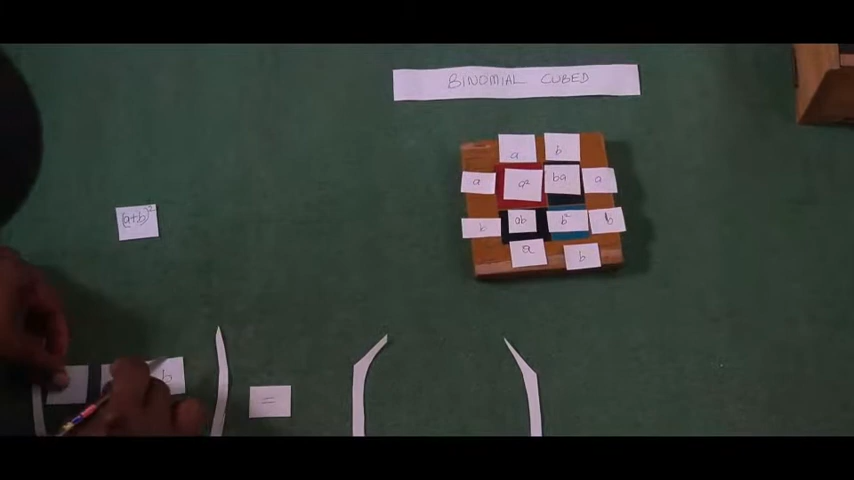 BINOMIAL CUBED
a b
a a² ba a
b ab b² b
a b
(a+b)²
b
=